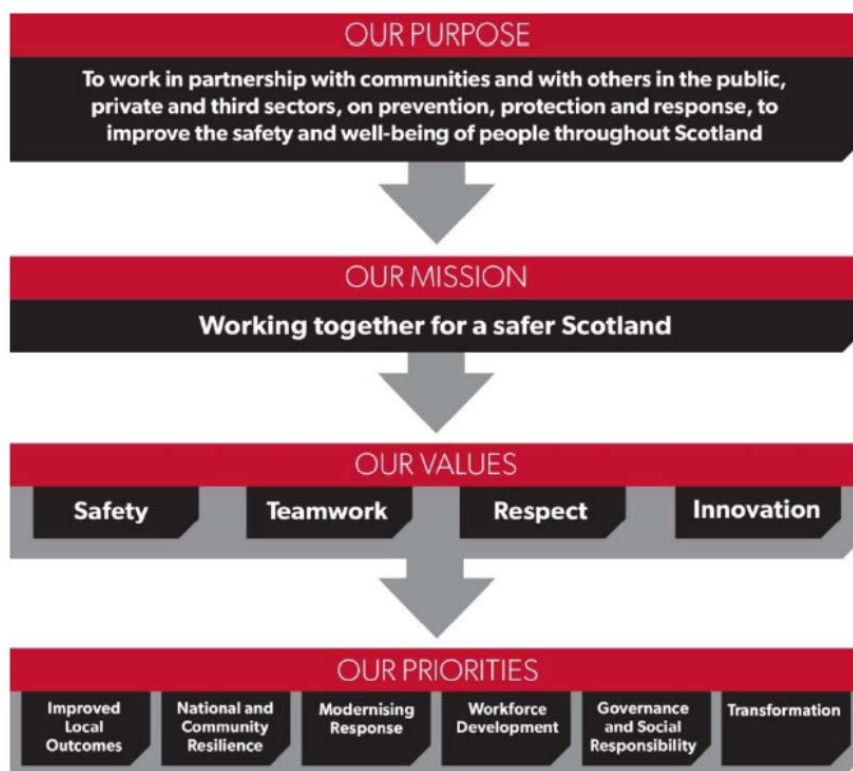 OUR PURPOSE
To work in partnership with communities and with others in the public,
private and third sectors, on prevention, protection and response, to
improve the safety and well-being of people throughout Scotland
OUR MISSION
Working together for a safer Scotland
OUR VALUES
Safety
Teamwork
Respect
Innovation
OUR PRIORITIES
Improved
Local
Outcomes
National and
Community
Resilience
Modernising
Response
Workforce
Development
Governance
and Social
Responsibility
Transformation